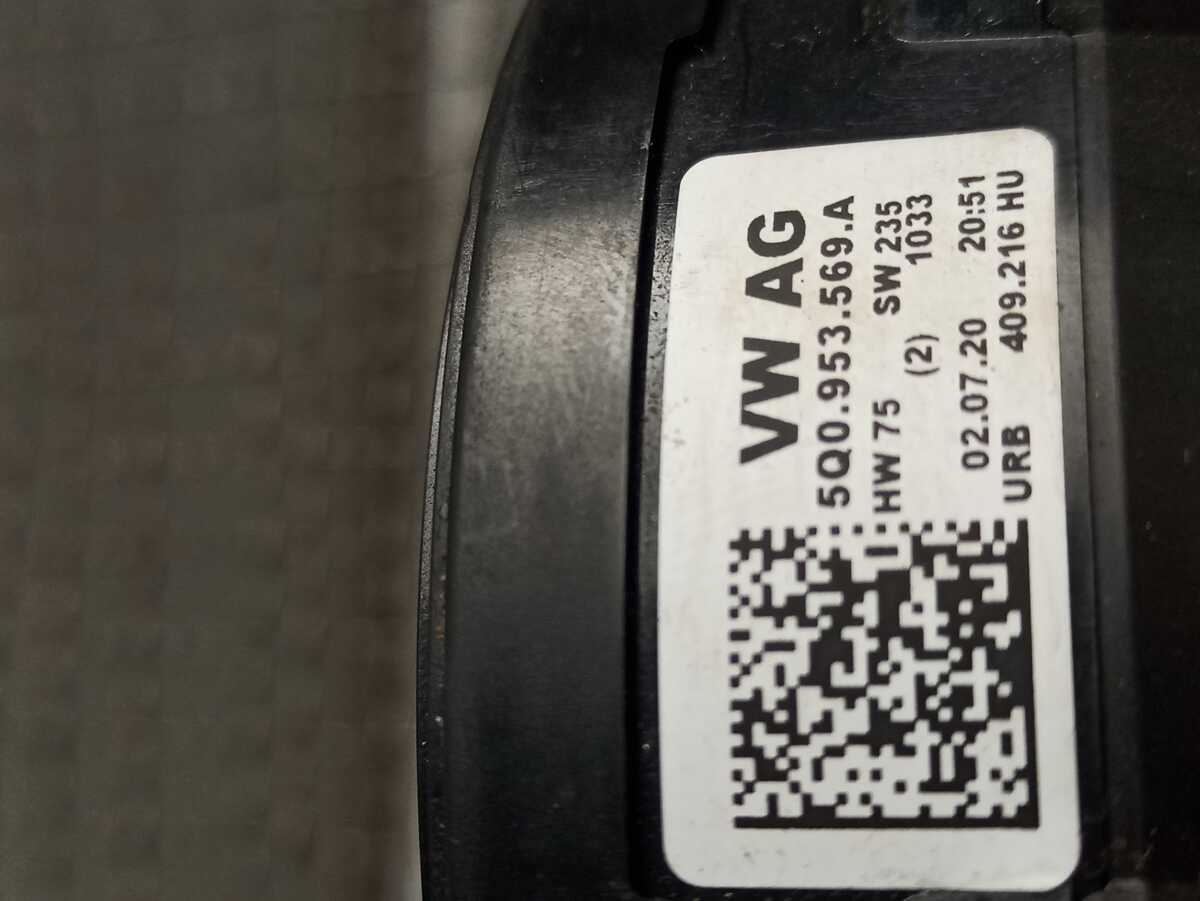 VW AG
5Q0.953.569.A
HW 75 SW 235
(2) 1033
02.07.20 20:51
URB 409.216 HU